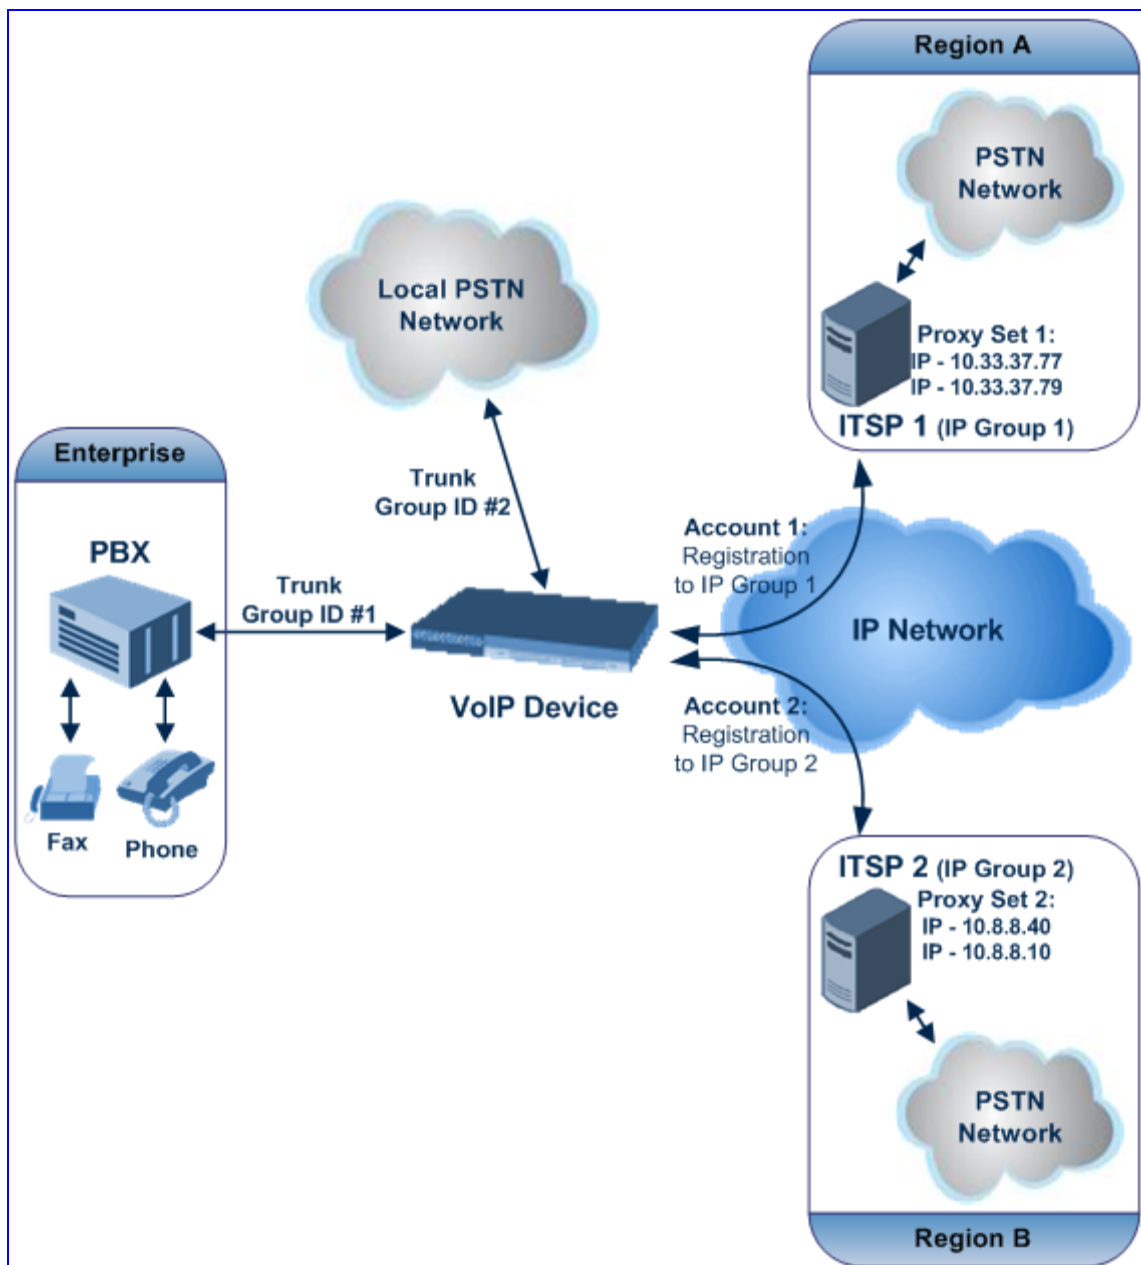 Region A
PSTN
Network
Proxy Set 1:
IP - 10.33.37.77
IP - 10.33.37.79
ITSP 1 (IP Group 1)
Local PSTN
Network
Trunk
Group ID #2
Enterprise
PBX
Trunk
Group ID #1
Fax
Phone
VoIP Device
Account 1:
Registration
to IP Group 1
IP Network
Account 2:
Registration
to IP Group 2
ITSP 2 (IP Group 2)
Proxy Set 2:
IP - 10.8.8.40
IP - 10.8.8.10
PSTN
Network
Region B